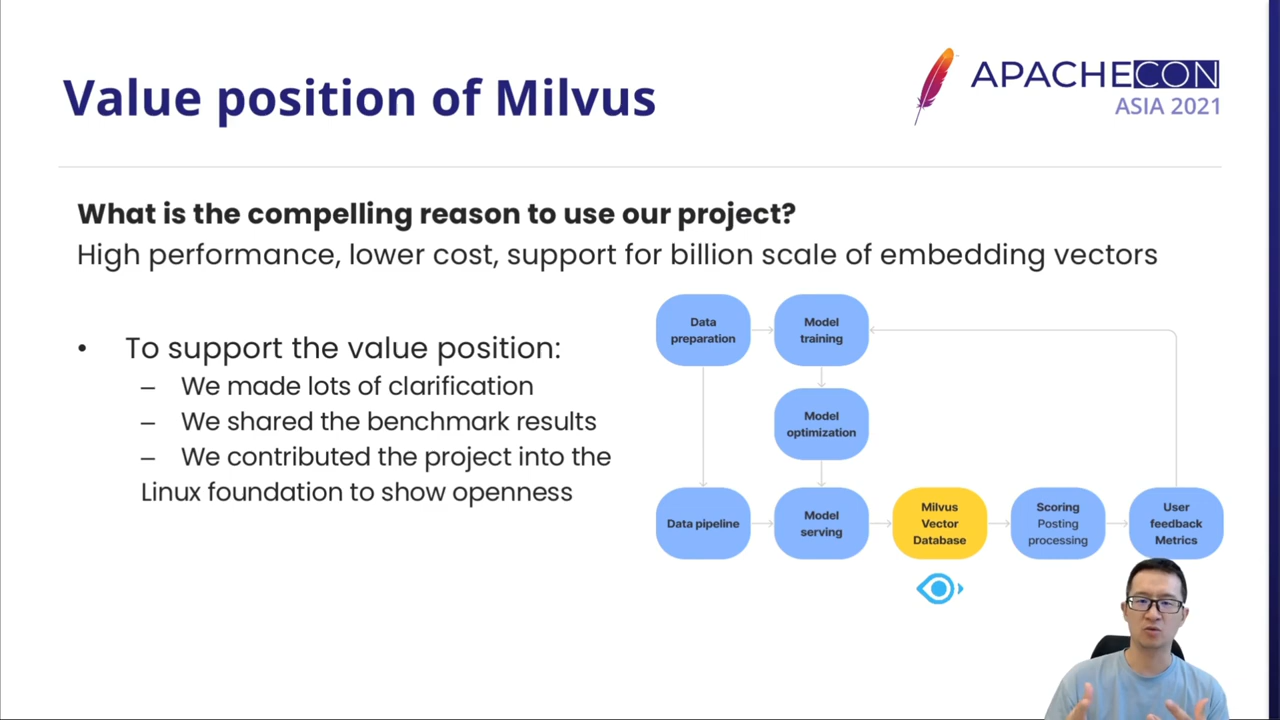 Value position of Milvus
APACHECON
ASIA 2021
What is the compelling reason to use our project?
High performance, lower cost, support for billion scale of embedding vectors
• To support the value position:
– We made lots of clarification
– We shared the benchmark results
– We contributed the project into the
Linux foundation to show openness
Data
preparation
Model
training
Model
optimization
Data pipeline
Model
serving
Milvus
Vector
Database
Scoring
Posting
processing
User
feedback
Metrics